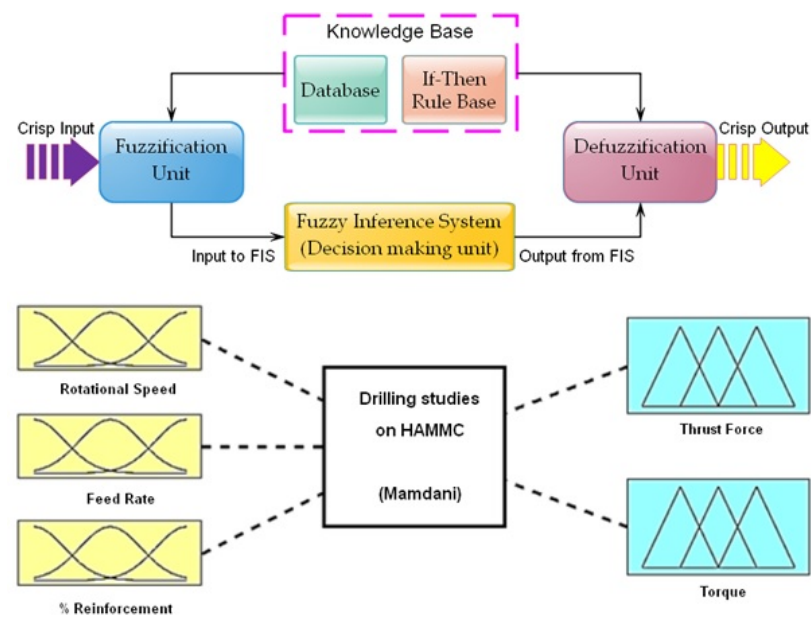 Knowledge Base
Database
If-Then
Rule Base
Crisp Input
Fuzzification
Unit
Defuzzification
Unit
Crisp Output
Fuzzy Inference System
(Decision making unit)
Input to FIS
Output from FIS
Rotational Speed
Feed Rate
% Reinforcement
Drilling studies
on HAMMC
(Mamdani)
Thrust Force
Torque